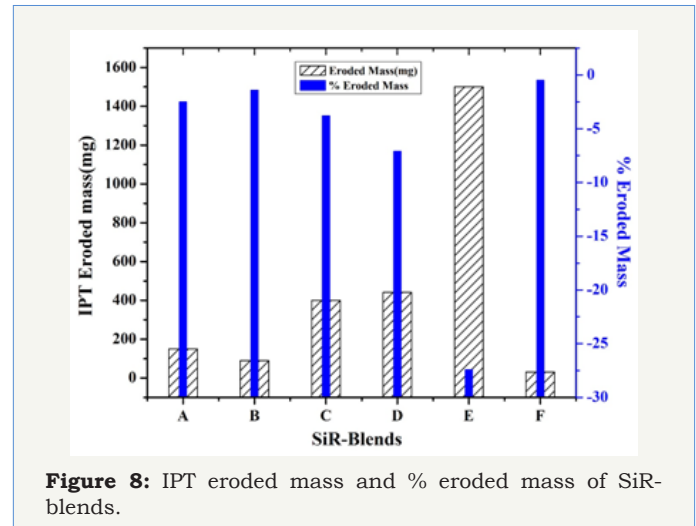 Eroded Mass(mg)
% Eroded Mass
1600
1400
1200
1000
800
600
400
200
0
IPT Eroded mass(mg)
0
-5
-10
-15
-20
-25
-30
% Eroded Mass
A B C D E F
SiR-Blends
Figure 8: IPT eroded mass and % eroded mass of SiR-
blends.